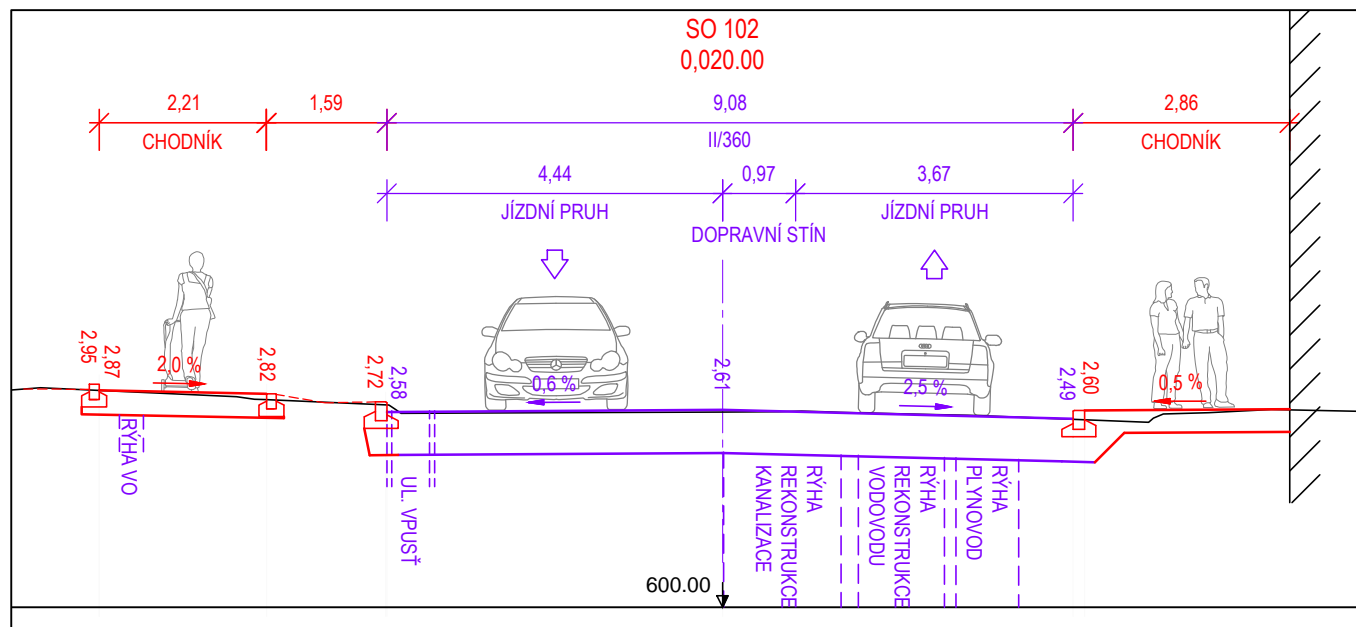 SO 102
0,020.00
2,21
1,59
9,08
2,86
CHODNÍK
II/360
CHODNÍK
4,44
0,97
3,67
JÍZDNÍ PRUH
JÍZDNÍ PRUH
DOPRAVNÍ STÍN
2,95
2,87
2,0 %
2,82
2,72
2,58
0,6 %
2,61
2,5 %
2,49
2,60
0,5 %
RÝHA VO
UL. VPUSŤ
RÝHA
REKONSTRUKCE
KANALIZACE
RÝHA
REKONSTRUKCE
VODOVODU
RÝHA
PLYNOVOD
600.00